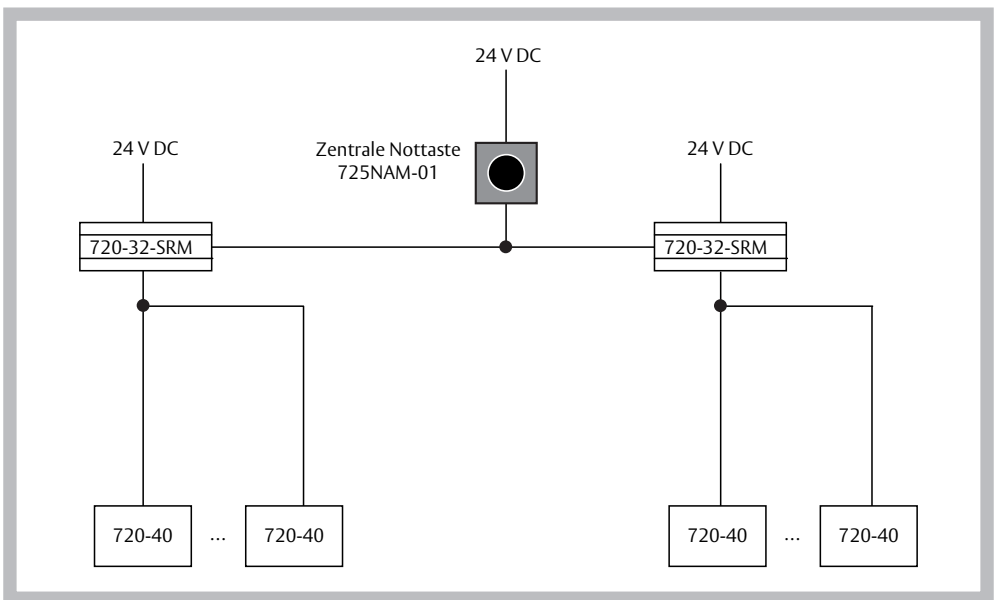 24 V DC
24 V DC
Zentrale Nottaste
725NAM-01
24 V DC
720-32-SRM
720-32-SRM
720-40
...
720-40
720-40
...
720-40